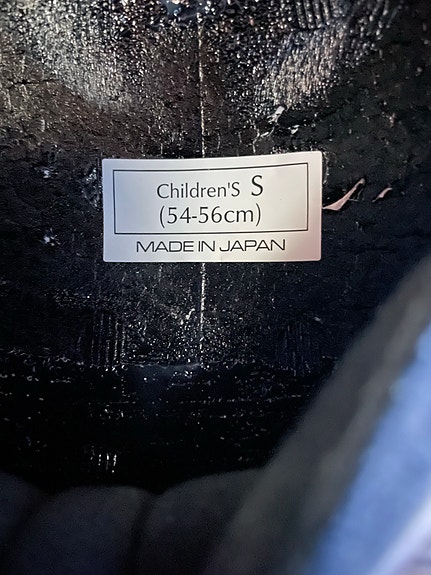 Children'S S
(54-56cm)
MADE IN JAPAN